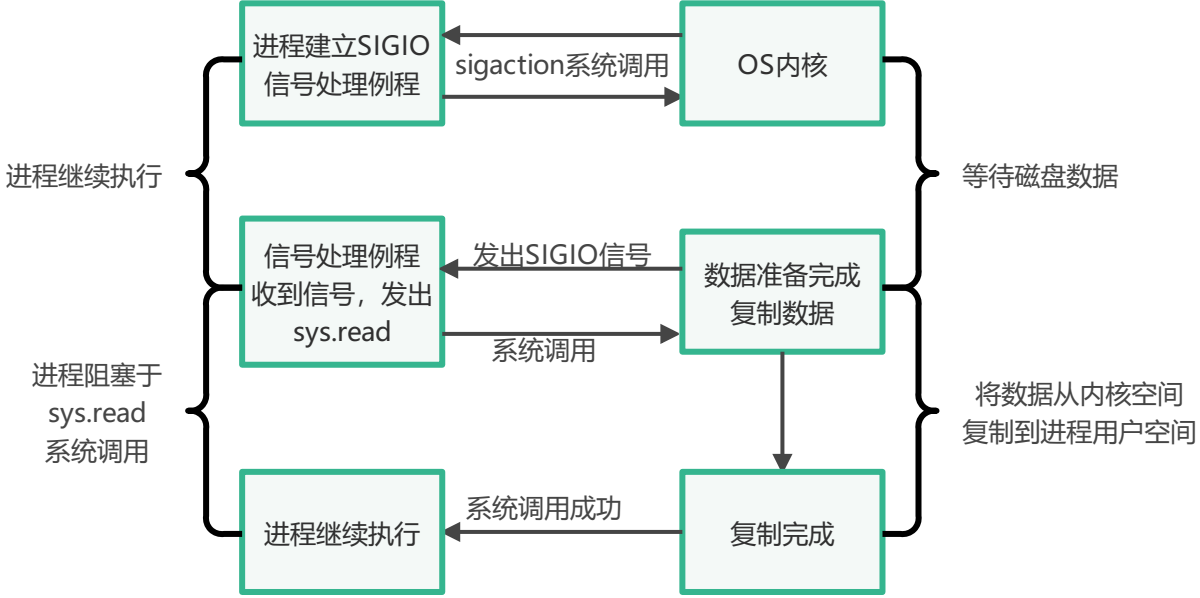 进程建立SIGIO
信号处理例程
sigaction系统调用
OS内核
进程继续执行
等待磁盘数据
信号处理例程
收到信号，发出
sys.read
发出SIGIO信号
系统调用
数据准备完成
复制数据
进程阻塞于
sys.read
系统调用
将数据从内核空间
复制到进程用户空间
进程继续执行
系统调用成功
复制完成